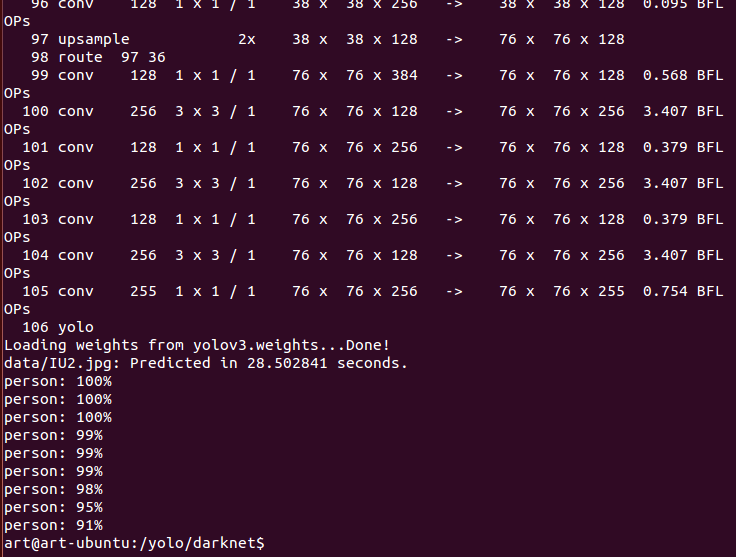 96 conv 128 1 x 1 / 1 38 x 38 x 256 -> 38 x 38 x 128 0.095 BFL
OPs
97 upsample 2x 38 x 38 x 128 -> 76 x 76 x 128
98 route 97 36
99 conv 128 1 x 1 / 1 76 x 76 x 384 -> 76 x 76 x 128 0.568 BFL
OPs
100 conv 256 3 x 3 / 1 76 x 76 x 128 -> 76 x 76 x 256 3.407 BFL
OPs
101 conv 128 1 x 1 / 1 76 x 76 x 256 -> 76 x 76 x 128 0.379 BFL
OPs
102 conv 256 3 x 3 / 1 76 x 76 x 128 -> 76 x 76 x 256 3.407 BFL
OPs
103 conv 128 1 x 1 / 1 76 x 76 x 256 -> 76 x 76 x 128 0.379 BFL
OPs
104 conv 256 3 x 3 / 1 76 x 76 x 128 -> 76 x 76 x 256 3.407 BFL
OPs
105 conv 255 1 x 1 / 1 76 x 76 x 256 -> 76 x 76 x 255 0.754 BFL
OPs
106 yolo
Loading weights from yolov3.weights...Done!
data/IU2.jpg: Predicted in 28.502841 seconds.
person: 100%
person: 100%
person: 100%
person: 99%
person: 99%
person: 99%
person: 98%
person: 95%
person: 91%
art@art-ubuntu:/yolo/darknet$